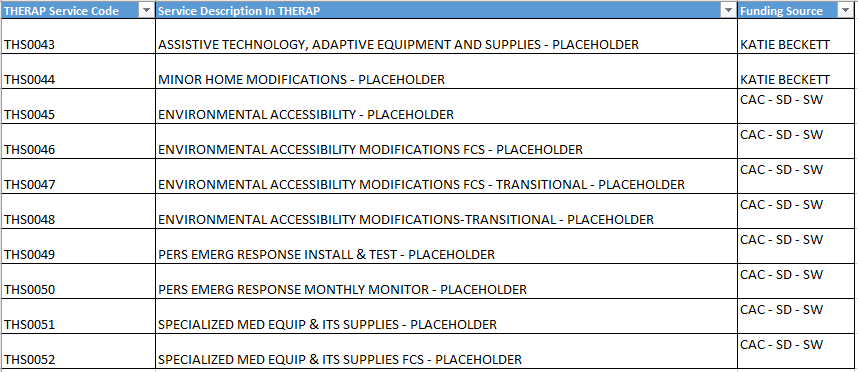 THERAP Service Code Service Description In THERAP Funding Source
THS0043 ASSISTIVE TECHNOLOGY, ADAPTIVE EQUIPMENT AND SUPPLIES - PLACEHOLDER KATIE BECKETT
THS0044 MINOR HOME MODIFICATIONS - PLACEHOLDER KATIE BECKETT
THS0045 ENVIRONMENTAL ACCESSIBILITY - PLACEHOLDER CAC - SD - SW
THS0046 ENVIRONMENTAL ACCESSIBILITY MODIFICATIONS FCS - PLACEHOLDER CAC - SD - SW
THS0047 ENVIRONMENTAL ACCESSIBILITY MODIFICATIONS FCS - TRANSITIONAL - PLACEHOLDER CAC - SD - SW
THS0048 ENVIRONMENTAL ACCESSIBILITY MODIFICATIONS-TRANSITIONAL - PLACEHOLDER CAC - SD - SW
THS0049 PERS EMERG RESPONSE INSTALL & TEST - PLACEHOLDER CAC - SD - SW
THS0050 PERS EMERG RESPONSE MONTHLY MONITOR - PLACEHOLDER CAC - SD - SW
THS0051 SPECIALIZED MED EQUIP & ITS SUPPLIES - PLACEHOLDER CAC - SD - SW
THS0052 SPECIALIZED MED EQUIP & ITS SUPPLIES FCS - PLACEHOLDER CAC - SD - SW